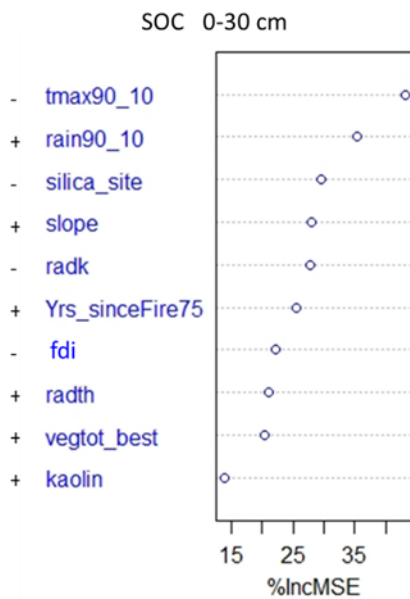 SOC 0-30 cm
- tmax90_10
+ rain90_10
- silica_site
+ slope
- radk
+ Yrs_sinceFire75
- fdi
+ radth
+ vegtot_best
+ kaolin
15 25 35
%IncMSE